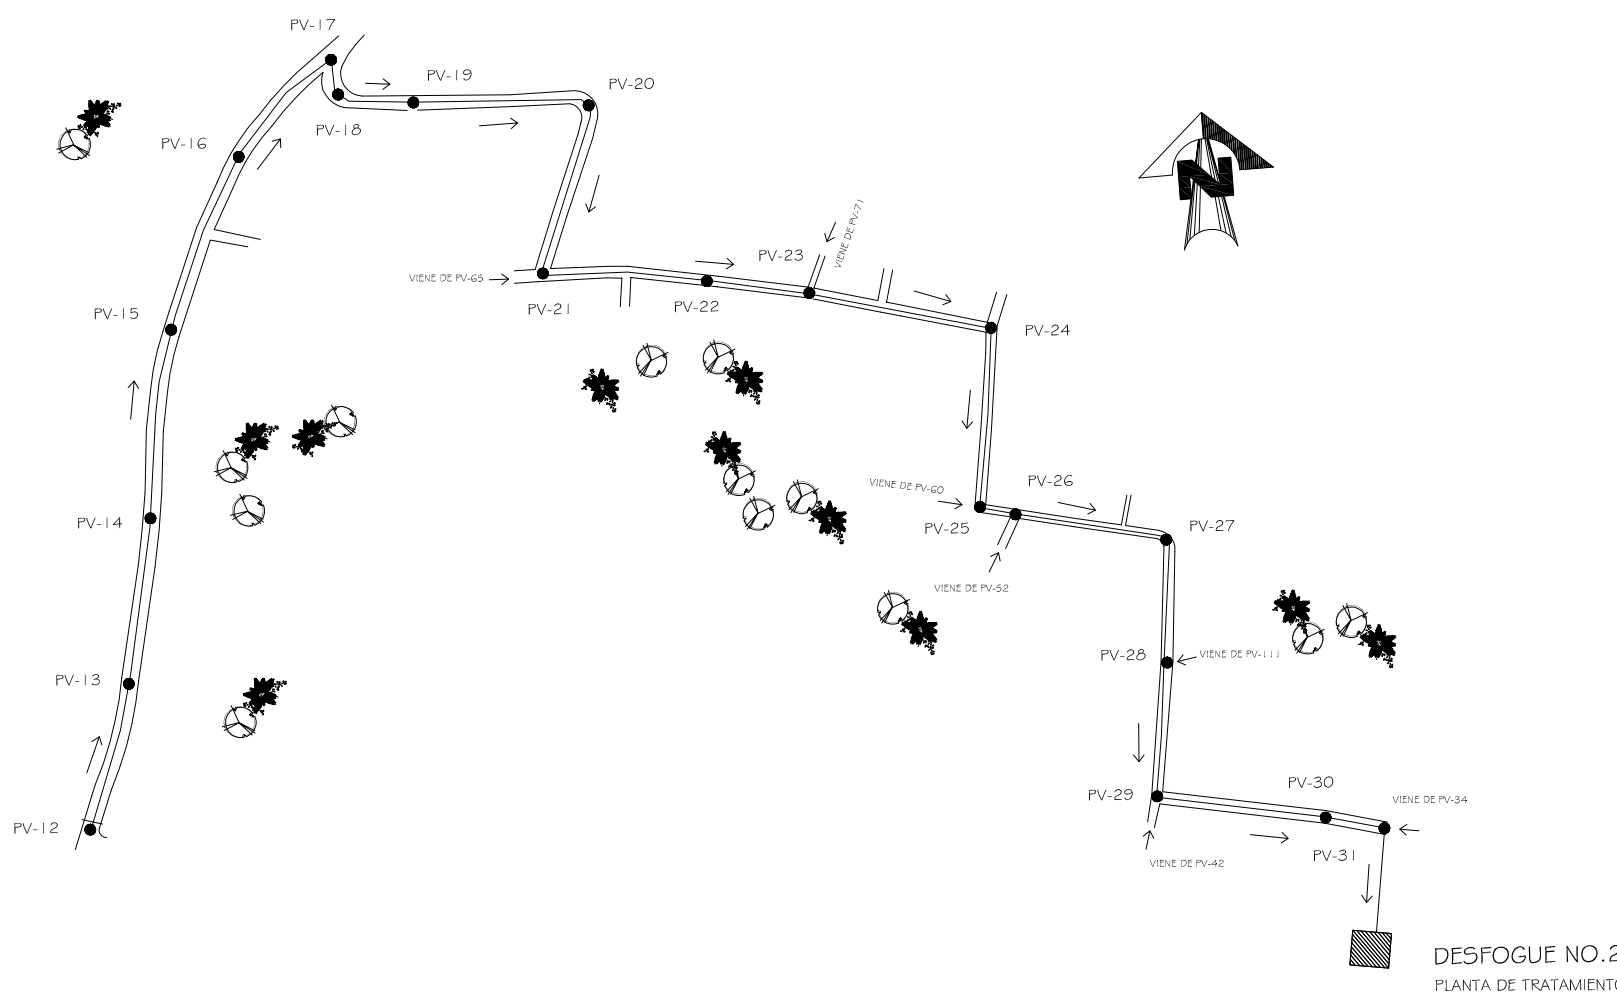 PV-17
PV-19
PV-20
PV-18
PV-16
VIENE DE PV-71
PV-23
VIENE DE PV-65
PV-21
PV-22
PV-15
PV-24
PV-26
VIENE DE PV-60
PV-14
PV-25
PV-27
VIENE DE PV-52
PV-28
VIENE DE PV-111
PV-13
PV-30
PV-29
VIENE DE PV-34
PV-12
PV-31
VIENE DE PV-42
N
DESFOGUE NO.2
PLANTA DE TRATAMIENTO